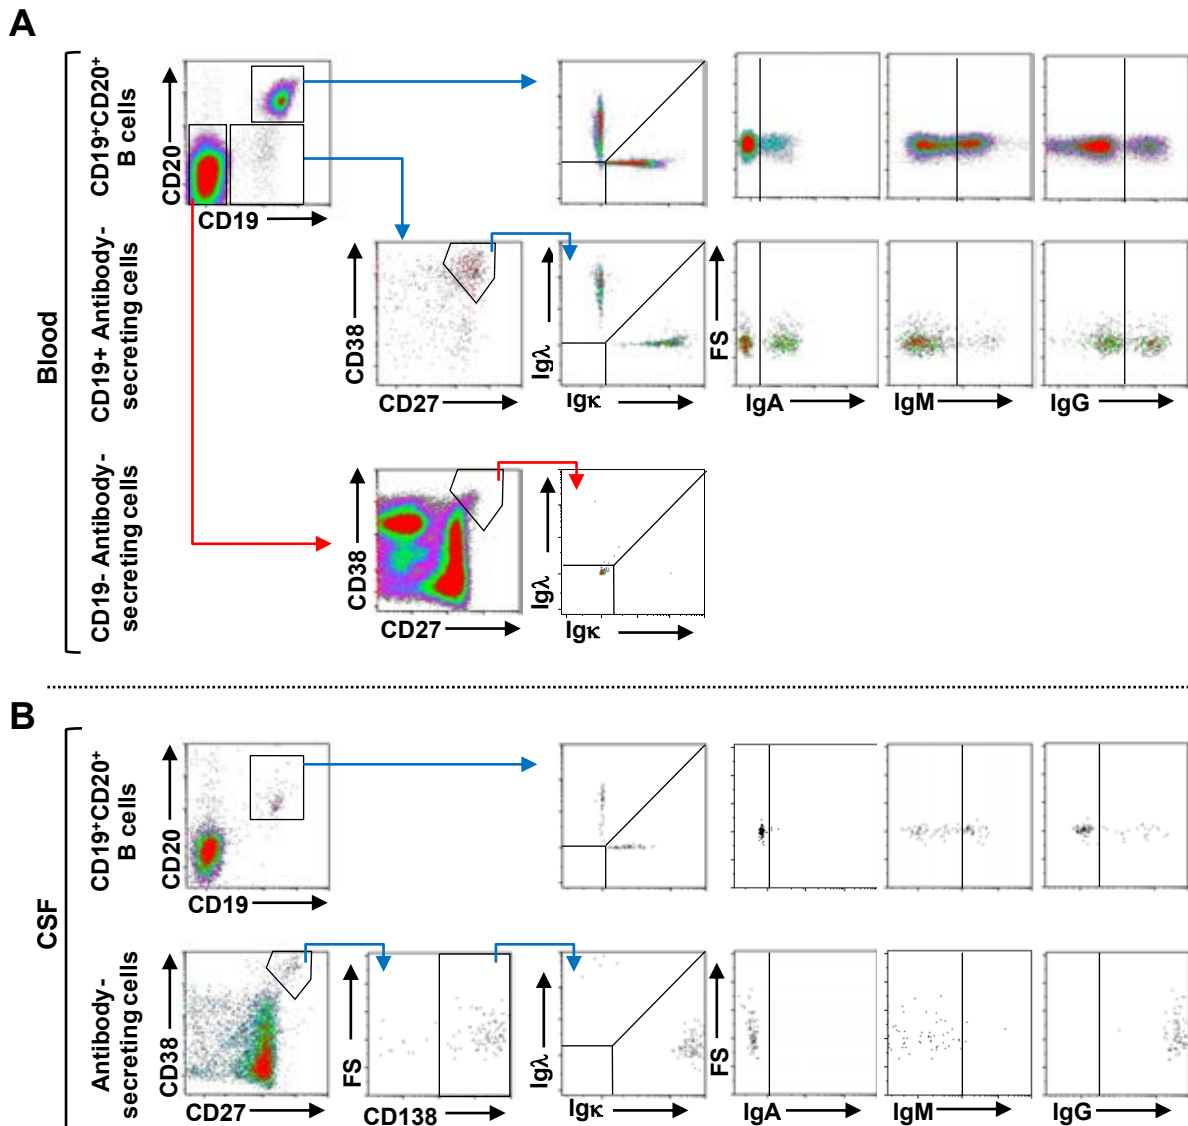 A
Blood
CD19⁺CD20⁺
B cells
CD20
CD19
CD19+ Antibody-
secreting cells
CD38
CD27
Igλ
Igκ
FS
IgA
IgM
IgG
CD19- Antibody-
secreting cells
CD38
CD27
Igλ
Igκ
B
CSF
CD19⁺CD20⁺
B cells
CD20
CD19
Antibody-
secreting cells
CD38
CD27
FS
CD138
Igλ
Igκ
FS
IgA
IgM
IgG